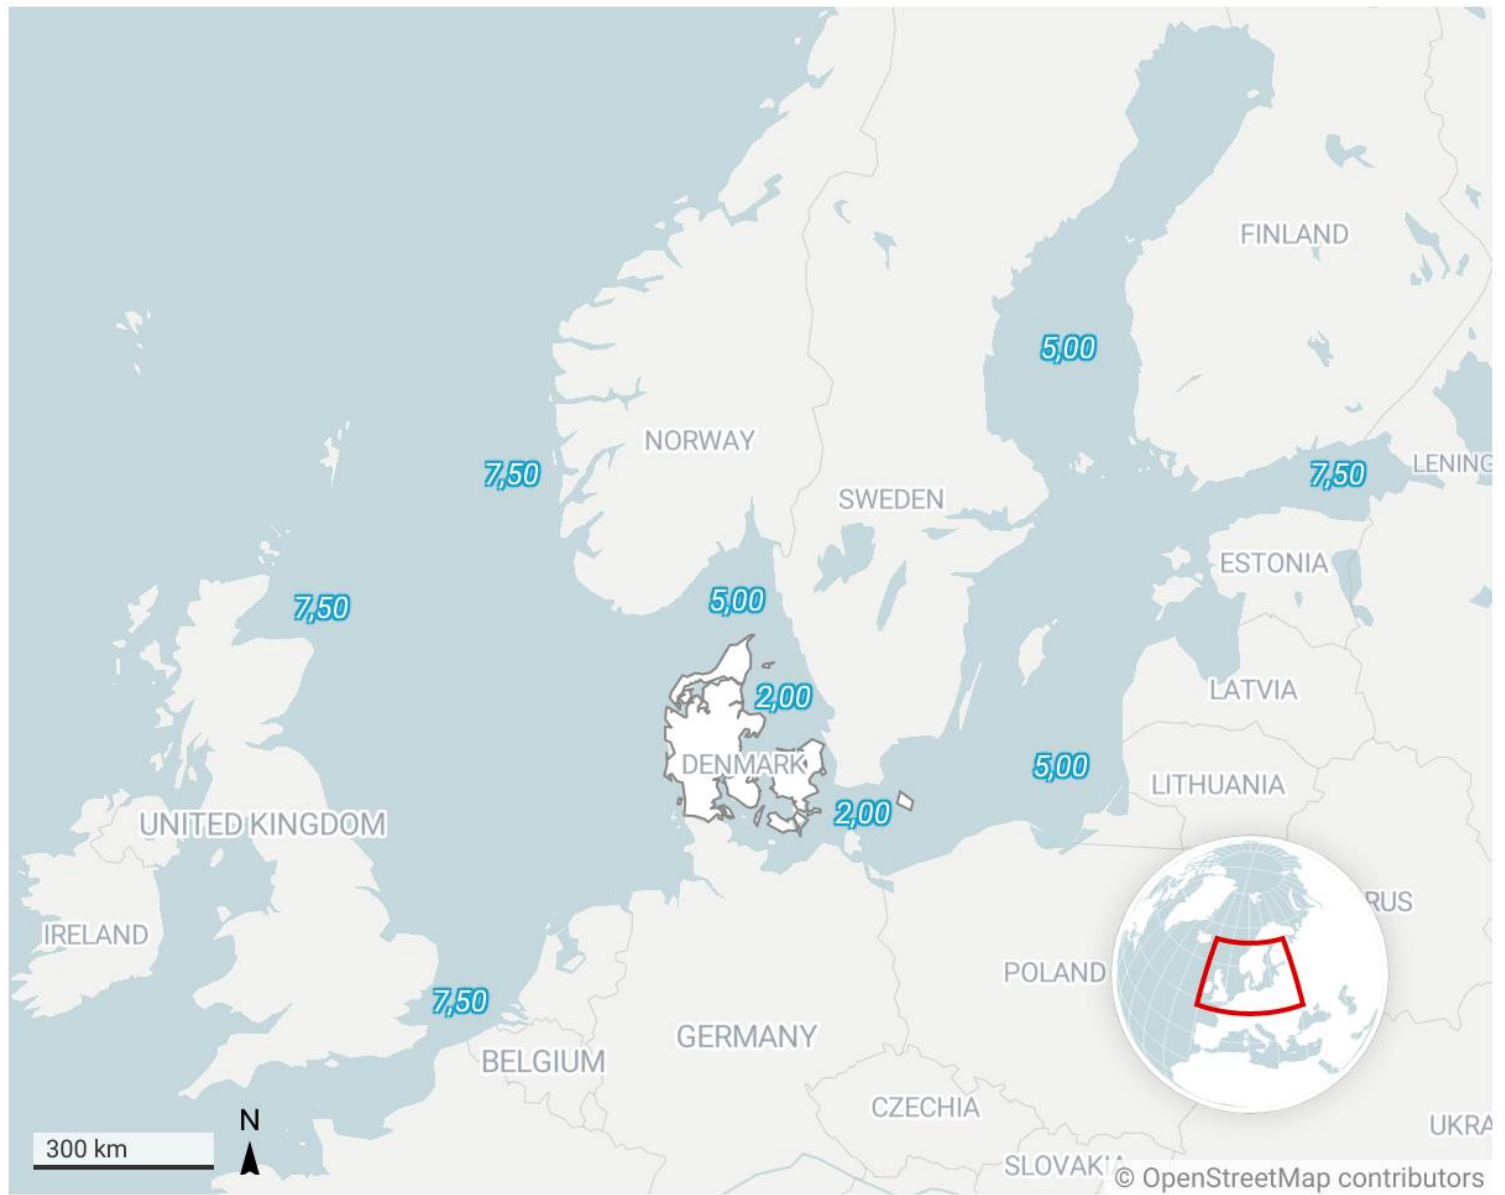 FINLAND
5,00
NORWAY
7,50
7,50
LENING
SWEDEN
ESTONIA
7,50
5,00
LATVIA
2,00
DENMARK
5,00
LITHUANIA
2,00
UNITED KINGDOM
RUS
IRELAND
POLAND
7,50
GERMANY
BELGIUM
CZECHIA
N
UKRA
300 km
SLOVAKIA
© OpenStreetMap contributors